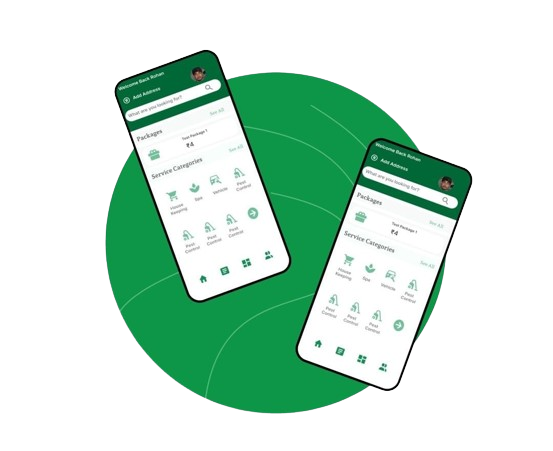 Welcome Back Rohan
Add Address
What are you looking for?
Packages
See All
Test Package 1
₹4
Service Categories
See All
House
Keeping
Spa
Vehicle
Pest
Control
Pest
Control
Pest
Control
Pest
Control
Welcome Back Rohan
Add Address
What are you looking for?
Packages
See All
Test Package 1
₹4
Service Categories
See All
House
Keeping
Spa
Vehicle
Pest
Control
Pest
Control
Pest
Control
Pest
Control